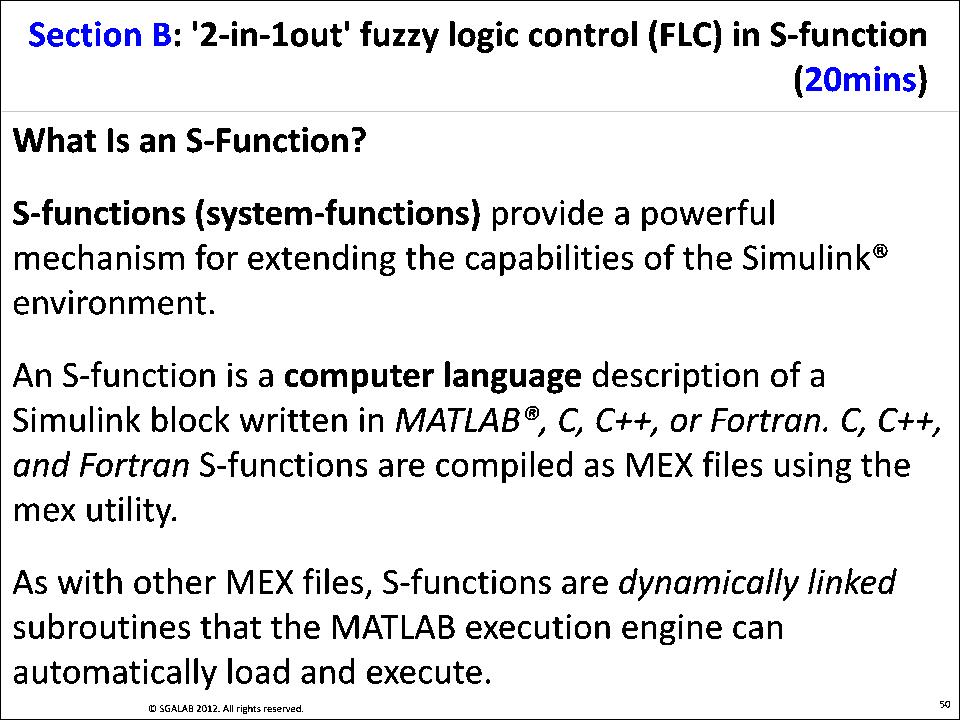 Section B: '2-in-1out' fuzzy logic control (FLC) in S-function
(20mins)
What Is an S-Function?
S-functions (system-functions) provide a powerful
mechanism for extending the capabilities of the Simulink®
environment.
An S-function is a computer language description of a
Simulink block written in MATLAB®, C, C++, or Fortran. C, C++,
and Fortran S-functions are compiled as MEX files using the
mex utility.
As with other MEX files, S-functions are dynamically linked
subroutines that the MATLAB execution engine can
automatically load and execute.
© SGALAB 2012. All rights reserved.
50